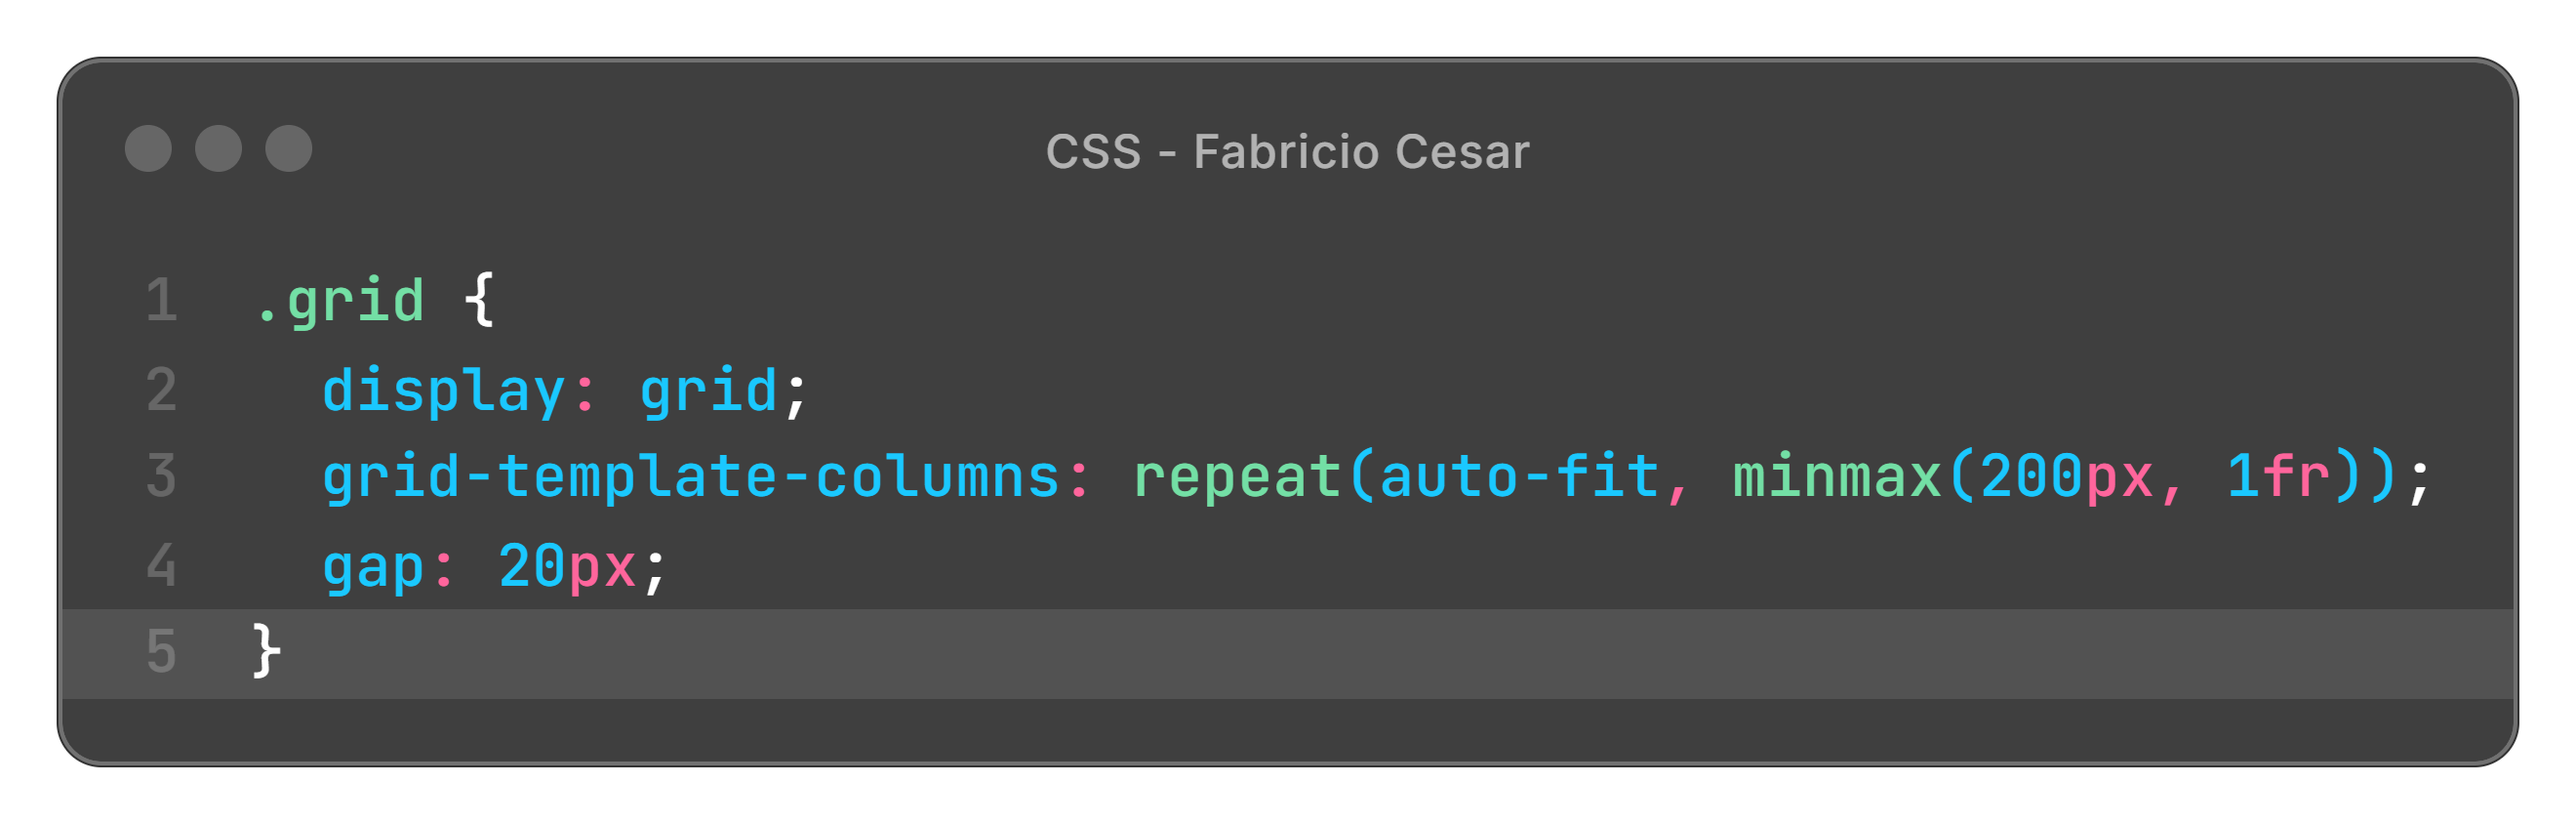 CSS - Fabricio Cesar
1 .grid {
2   display: grid;
3   grid-template-columns: repeat(auto-fit, minmax(200px, 1fr));
4   gap: 20px;
5 }